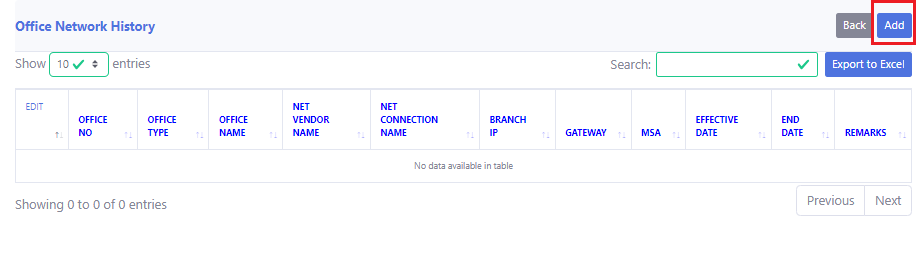 Office Network History
Back
Add
Show 10 entries
Search:
Export to Excel
EDIT
OFFICE
NO
OFFICE
TYPE
OFFICE
NAME
NET
VENDOR
NAME
NET
CONNECTION
NAME
BRANCH
IP
GATEWAY
MSA
EFFECTIVE
DATE
END
DATE
REMARKS
No data available in table
Showing 0 to 0 of 0 entries
Previous
Next